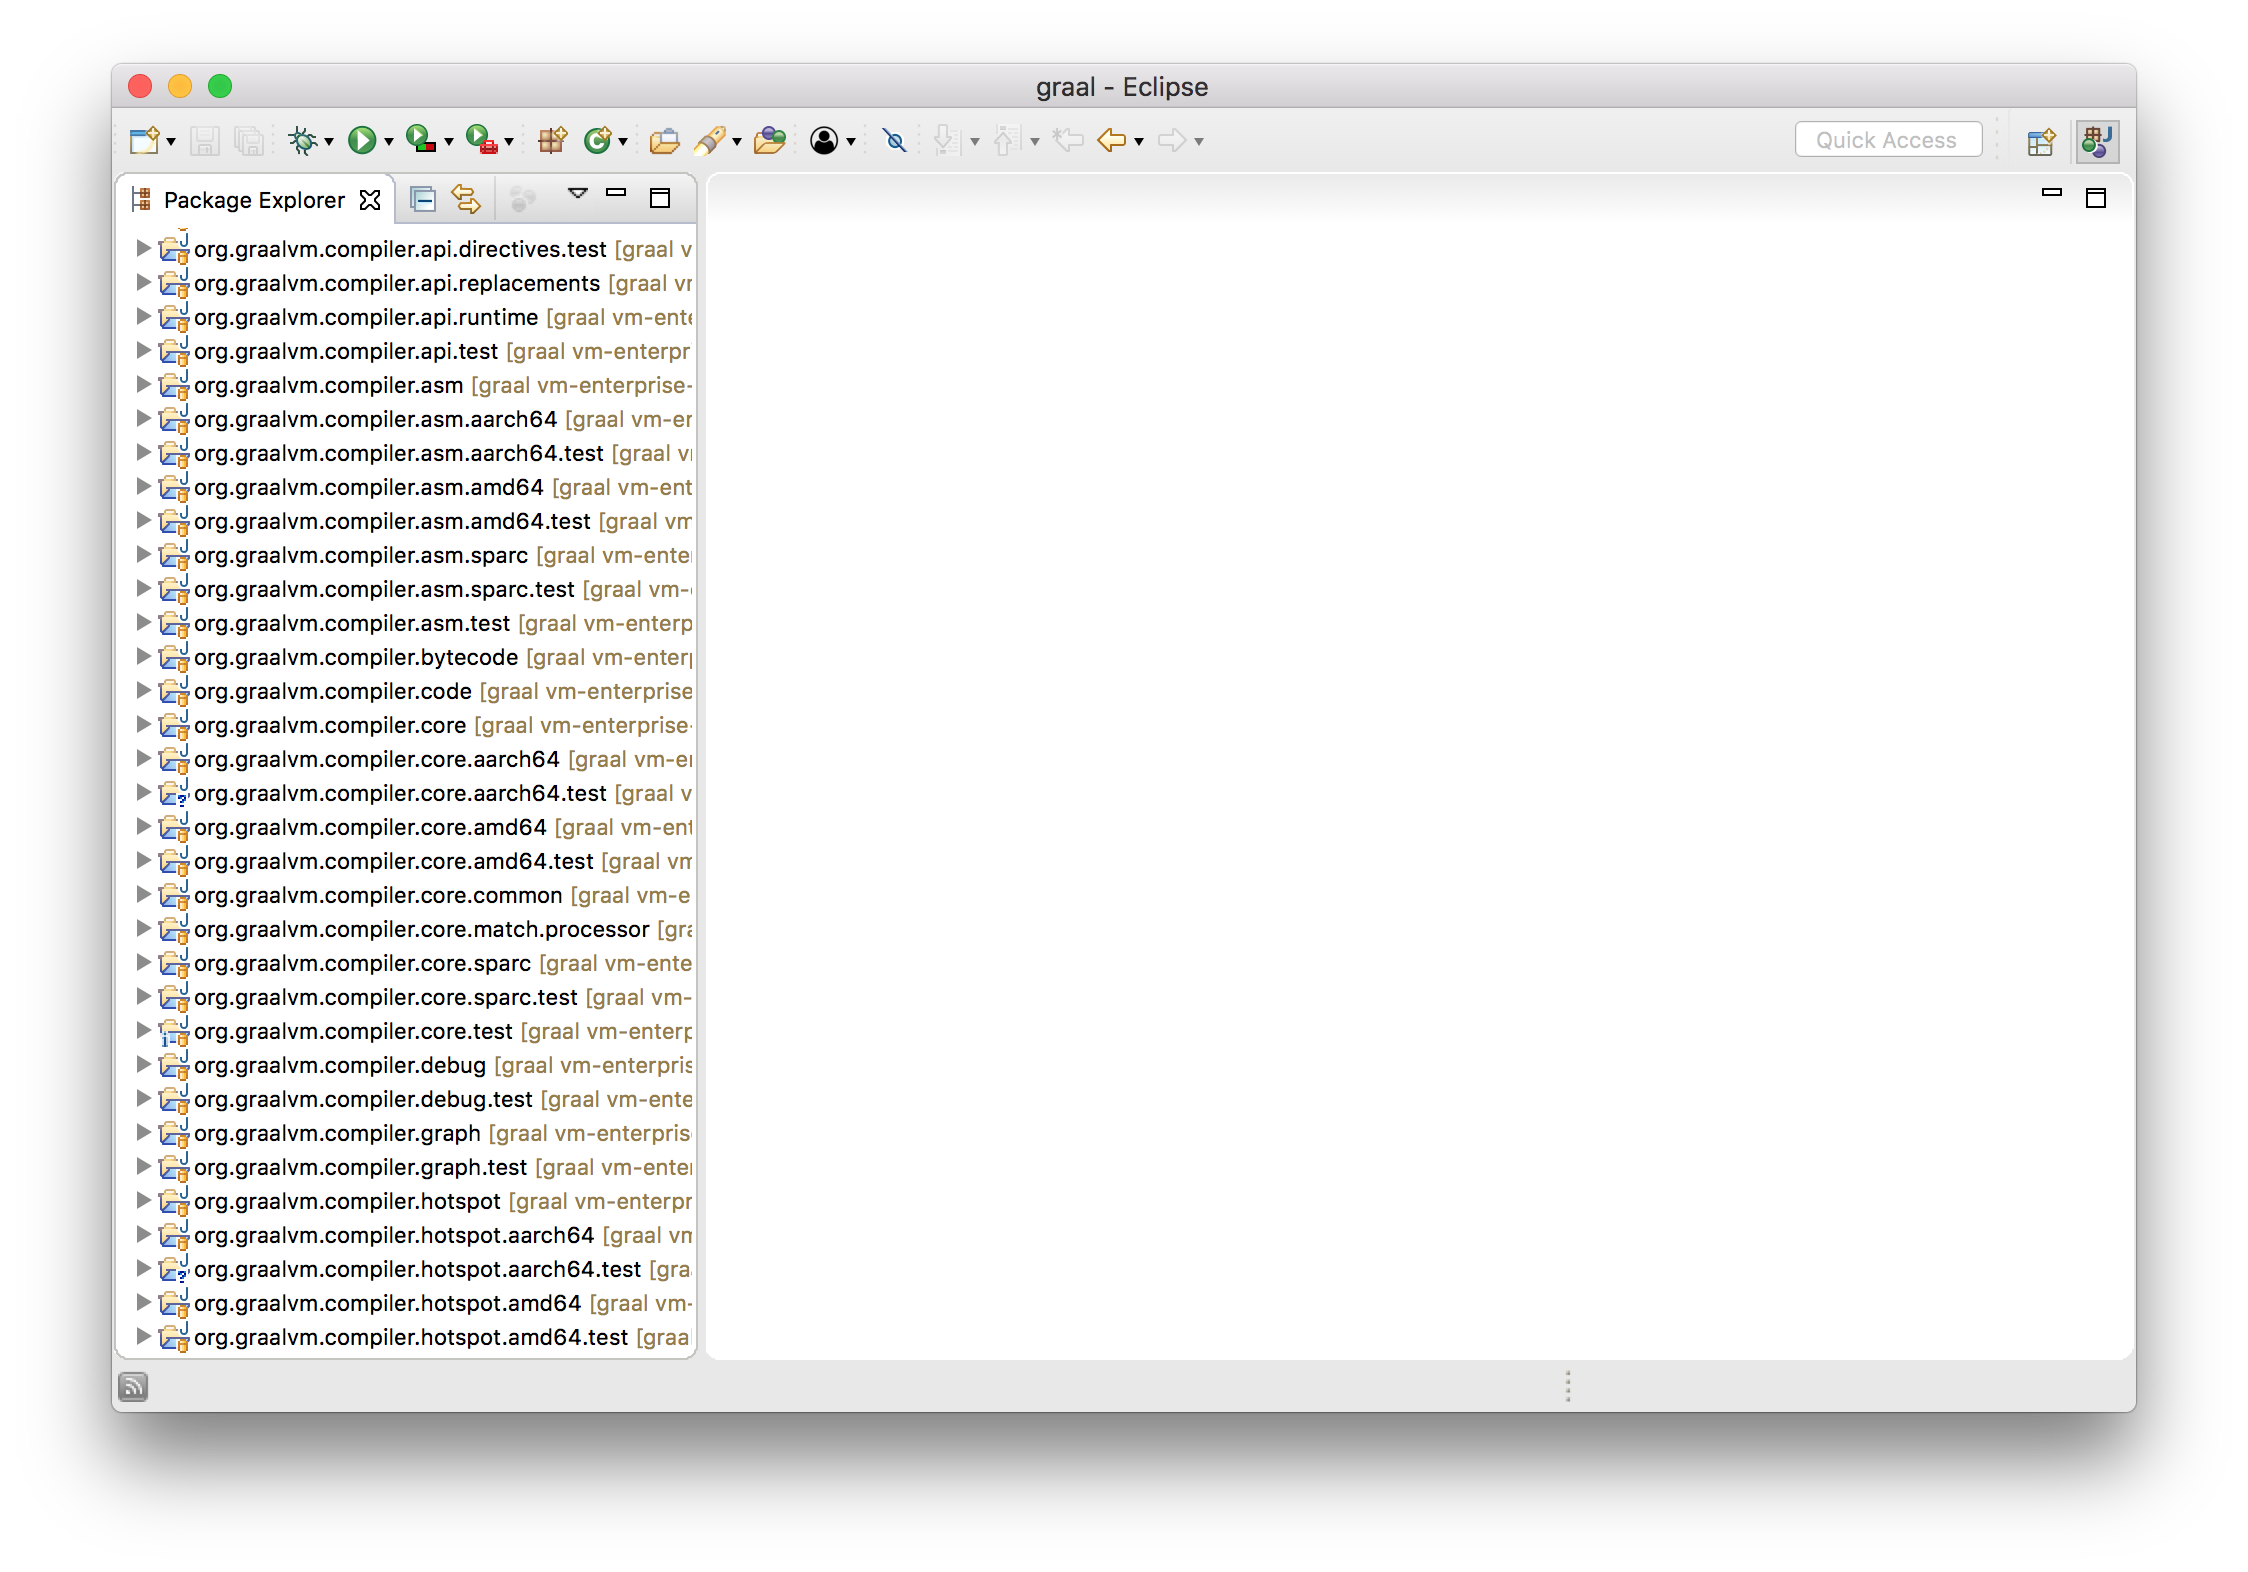 graal - Eclipse
Quick Access
Package Explorer
org.graalvm.compiler.api.directives.test [graal v
org.graalvm.compiler.api.replacements [graal
org.graalvm.compiler.api.runtime [graal vm-ente
org.graalvm.compiler.api.test [graal vm-enterpr
org.graalvm.compiler.asm [graal vm-enterprise-
org.graalvm.compiler.asm.aarch64 [graal vm-er
org.graalvm.compiler.asm.aarch64.test [graal v
org.graalvm.compiler.asm.amd64 [graal vm-ent
org.graalvm.compiler.asm.amd64.test [graal vm
org.graalvm.compiler.asm.sparc [graal vm-ente
org.graalvm.compiler.asm.sparc.test [graal vm-
org.graalvm.compiler.asm.test [graal vm-enterp
org.graalvm.compiler.bytecode [graal vm-enterp
org.graalvm.compiler.code [graal vm-enterprise
org.graalvm.compiler.core [graal vm-enterprise-
org.graalvm.compiler.core.aarch64 [graal vm-e
org.graalvm.compiler.core.aarch64.test [graal v
org.graalvm.compiler.core.amd64 [graal vm-ent
org.graalvm.compiler.core.amd64.test [graal vm
org.graalvm.compiler.core.common [graal vm-e
org.graalvm.compiler.core.match.processor [gra
org.graalvm.compiler.core.sparc [graal vm-ente
org.graalvm.compiler.core.sparc.test [graal vm-
org.graalvm.compiler.core.test [graal vm-enterp
org.graalvm.compiler.debug [graal vm-enterpris
org.graalvm.compiler.debug.test [graal vm-ente
org.graalvm.compiler.graph [graal vm-enterpris
org.graalvm.compiler.graph.test [graal vm-ente
org.graalvm.compiler.hotspot [graal vm-enterpr
org.graalvm.compiler.hotspot.aarch64 [graal vm
org.graalvm.compiler.hotspot.aarch64.test [graa
org.graalvm.compiler.hotspot.amd64 [graal vm-
org.graalvm.compiler.hotspot.amd64.test [graal